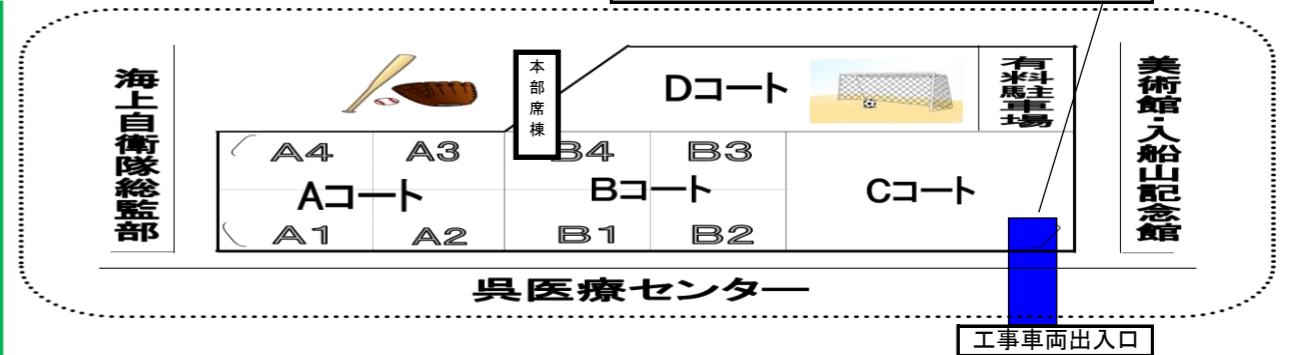 海上自衛隊総監部
本部席棟
Dコート
有料駐車場
美術館・入船山記念館
A4
A3
B4
B3
Aコート
Bコート
Cコート
A1
A2
B1
B2
呉医療センター
工事車両出入口